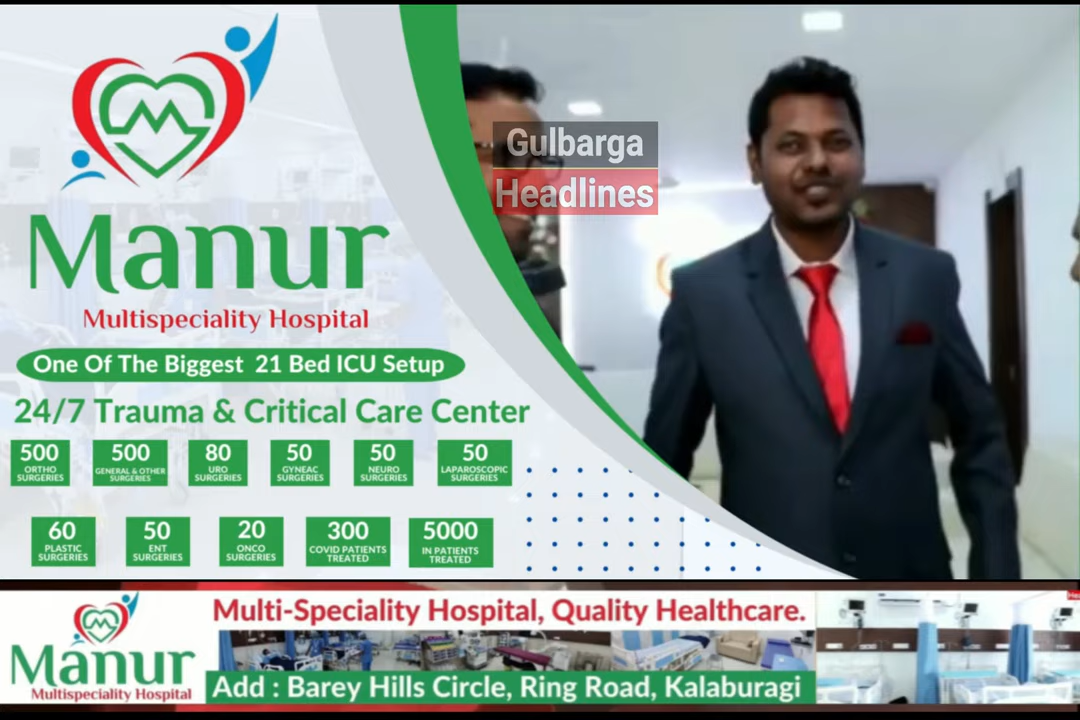 Manur
Multispeciality Hospital
One Of The Biggest 21 Bed ICU Setup
24/7 Trauma & Critical Care Center
500
ORTHO
SURGERIES
500
GENERAL & OTHER
SURGERIES
80
URO
SURGERIES
50
GYNEAC
SURGERIES
50
NEURO
SURGERIES
50
LAPAROSCOPIC
SURGERIES
60
PLASTIC
SURGERIES
50
ENT
SURGERIES
20
ONCO
SURGERIES
300
COVID PATIENTS
TREATED
5000
IN PATIENTS
TREATED
Gulbarga
Headlines
Manur
Multispeciality Hospital
Multi-Speciality Hospital, Quality Healthcare.
Add : Barey Hills Circle, Ring Road, Kalaburagi